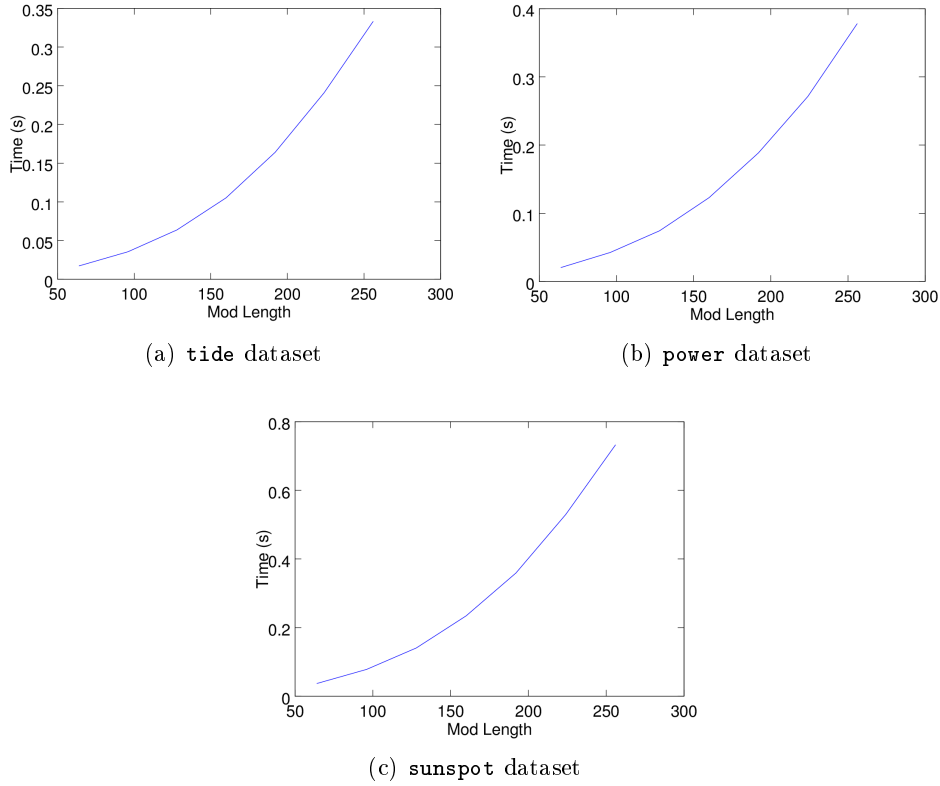 0.35
0.3
0.25
0.2
0.15
0.1
0.05
0
Time (s)
50 100 150 200 250 300
Mod Length
(a) tide dataset
0.4
0.3
0.2
0.1
0
Time (s)
50 100 150 200 250 300
Mod Length
(b) power dataset
0.8
0.6
0.4
0.2
0
Time (s)
50 100 150 200 250 300
Mod Length
(c) sunspot dataset